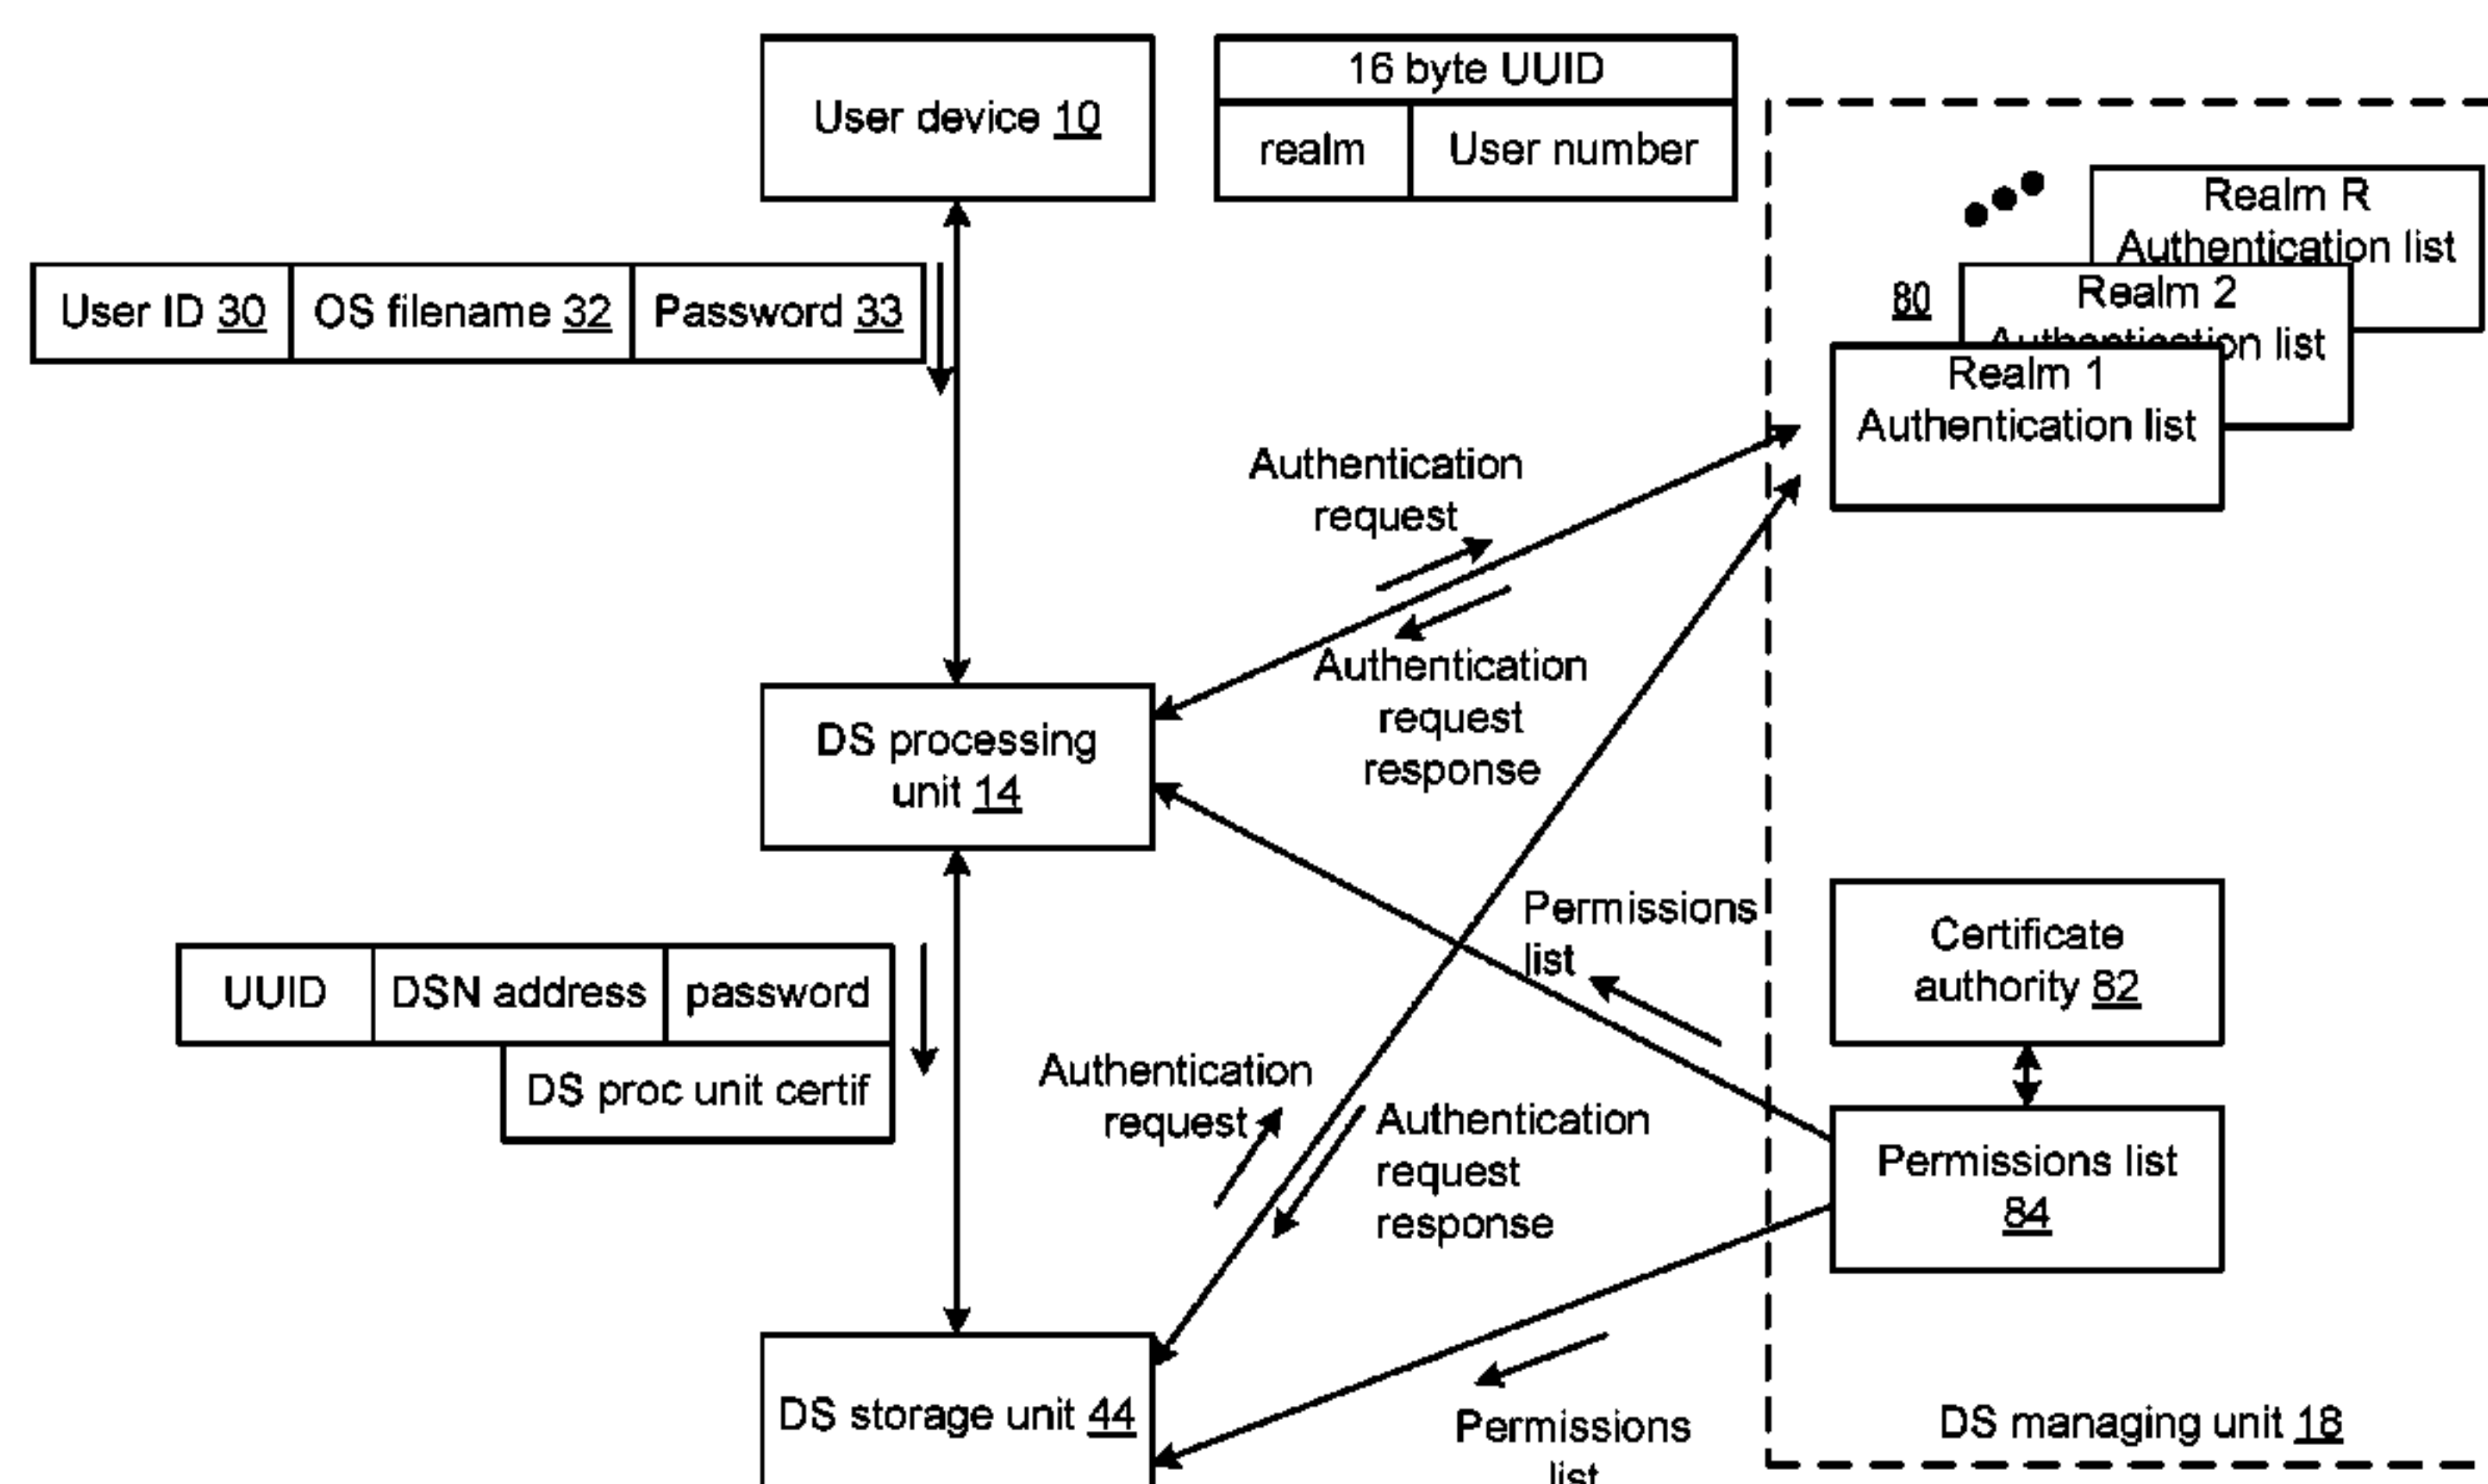 User device 10
16 byte UUID
realm
User number
Realm R
Authentication list
80
Realm 2
Authentication list
Realm 1
Authentication list
User ID 30
OS filename 32
Password 33
Authentication
request
Authentication
request
response
DS processing
unit 14
Permissions
list
Certificate
authority 82
UUID
DSN address
password
DS proc unit certif
Authentication
request
Authentication
request
response
Permissions list
84
DS storage unit 44
Permissions
list
DS managing unit 18